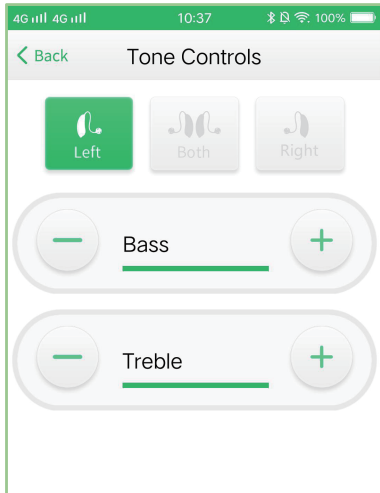 4G 4G 10:37 100%
Back Tone Controls
Left Both Right
Bass
Treble